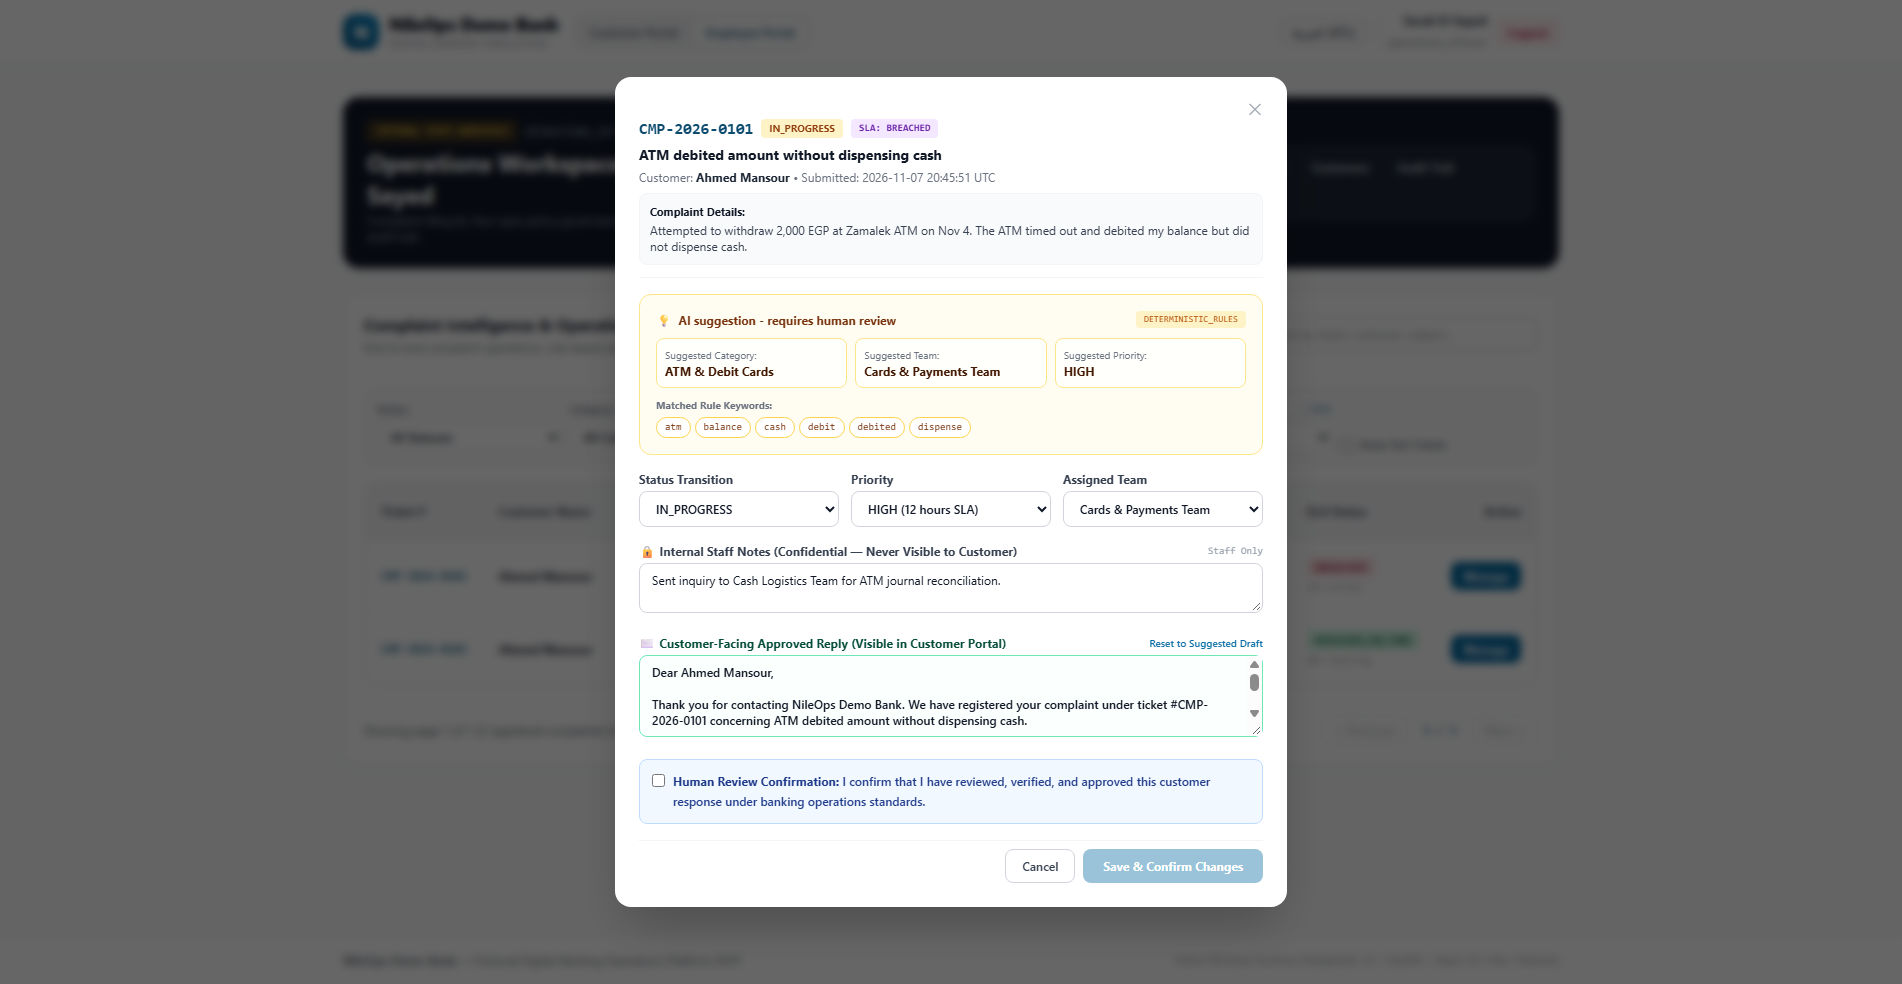 NileOps Demo Bank
CMP-2026-0101 IN_PROGRESS SLA: BREACHED
ATM debited amount without dispensing cash
Customer: Ahmed Mansour • Submitted: 2026-11-07 20:45:51 UTC
Complaint Details:
Attempted to withdraw 2,000 EGP at Zamalek ATM on Nov 4. The ATM timed out and debited my balance but did
not dispense cash.
AI suggestion - requires human review DETERMINISTIC_RULES
Suggested Category:
ATM & Debit Cards
Suggested Team:
Cards & Payments Team
Suggested Priority:
HIGH
Matched Rule Keywords:
atm balance cash debit debited dispense
Status Transition Priority Assigned Team
IN_PROGRESS HIGH (12 hours SLA) Cards & Payments Team
Internal Staff Notes (Confidential — Never Visible to Customer) Staff Only
Sent inquiry to Cash Logistics Team for ATM journal reconciliation.
Customer-Facing Approved Reply (Visible in Customer Portal) Reset to Suggested Draft
Dear Ahmed Mansour,
Thank you for contacting NileOps Demo Bank. We have registered your complaint under ticket #CMP-
2026-0101 concerning ATM debited amount without dispensing cash.
Human Review Confirmation: I confirm that I have reviewed, verified, and approved this customer
response under banking operations standards.
Cancel Save & Confirm Changes